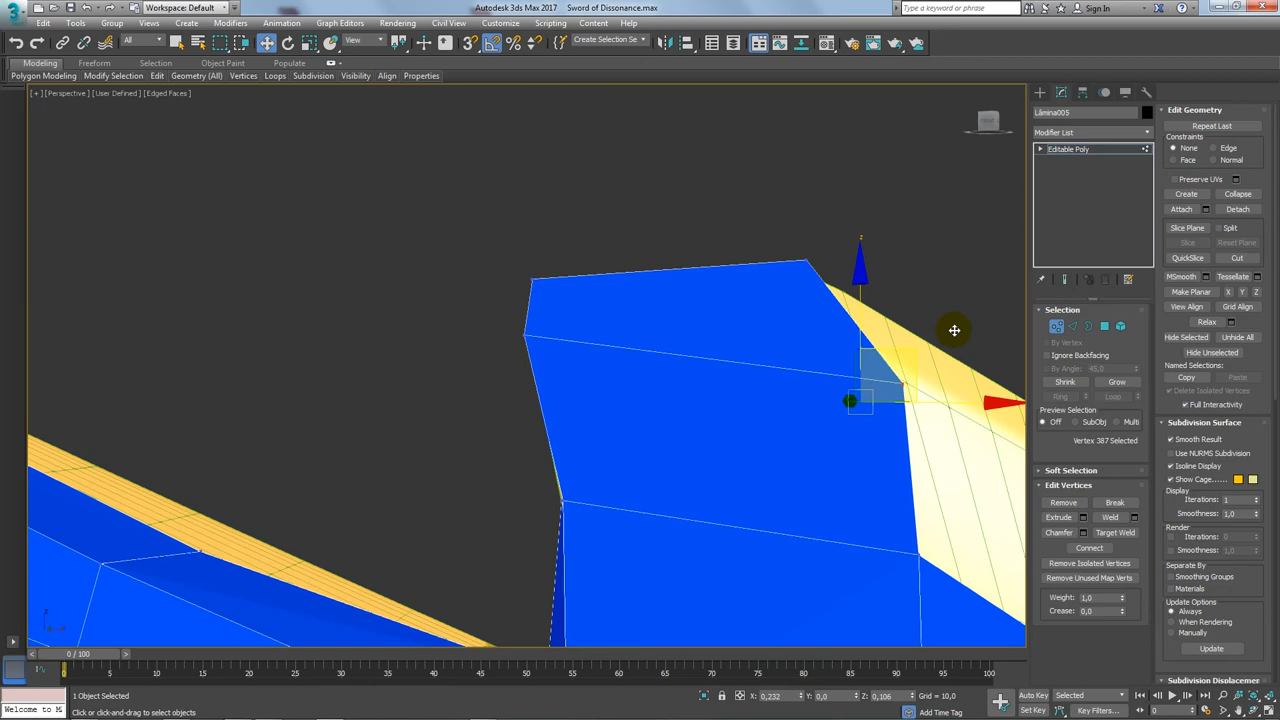 Workspace: Default
Autodesk 3ds Max 2017    Sword of Dissonance.max
Type a keyword or phrase
Sign In
Edit Tools Group Views Create Modifiers Animation Graph Editors Rendering Civil View Customize Scripting Content Help
All
View
Create Selection Se
Modeling Freeform Selection Object Paint Populate
Polygon Modeling Modify Selection Edit Geometry (All) Vertices Loops Subdivision Visibility Align Properties
[ + ] [Perspective ] [User Defined ] [Edged Faces ]
Lâmina005
Modifier List
Editable Poly
Selection
By Vertex
Ignore Backfacing
By Angle: 45,0
Shrink Grow
Ring Loop
Preview Selection
Off SubObj Multi
Vertex 387 Selected
Soft Selection
Edit Vertices
Remove Break
Extrude Weld
Chamfer Target Weld
Connect
Remove Isolated Vertices
Remove Unused Map Verts
Weight: 1,0
Crease: 0,0
Edit Geometry
Repeat Last
Constraints
None Edge
Face Normal
Preserve UVs
Create Collapse
Attach Detach
Slice Plane Split
Slice Reset Plane
QuickSlice Cut
MSmooth Tessellate
Make Planar X Y Z
View Align Grid Align
Relax
Hide Selected Unhide All
Hide Unselected
Named Selections:
Copy Paste
Delete Isolated Vertices
Full Interactivity
Subdivision Surface
Smooth Result
Use NURMS Subdivision
Isoline Display
Show Cage......
Display
Iterations: 1
Smoothness: 1,0
Render
Iterations: 0
Smoothness: 1,0
Separate By
Smoothing Groups
Materials
Update Options
Always
When Rendering
Manually
Update
Subdivision Displacemer
0 / 100
0 5 10 15 20 25 30 35 40 45 50 55 60 65 70 75 80 85 90 95 100
1 Object Selected
X: 0,232 Y: 0,0 Z: 0,106 Grid = 10,0
Auto Key Selected
Welcome to M
Click or click-and-drag to select objects
Add Time Tag
Set Key Key Filters...
0